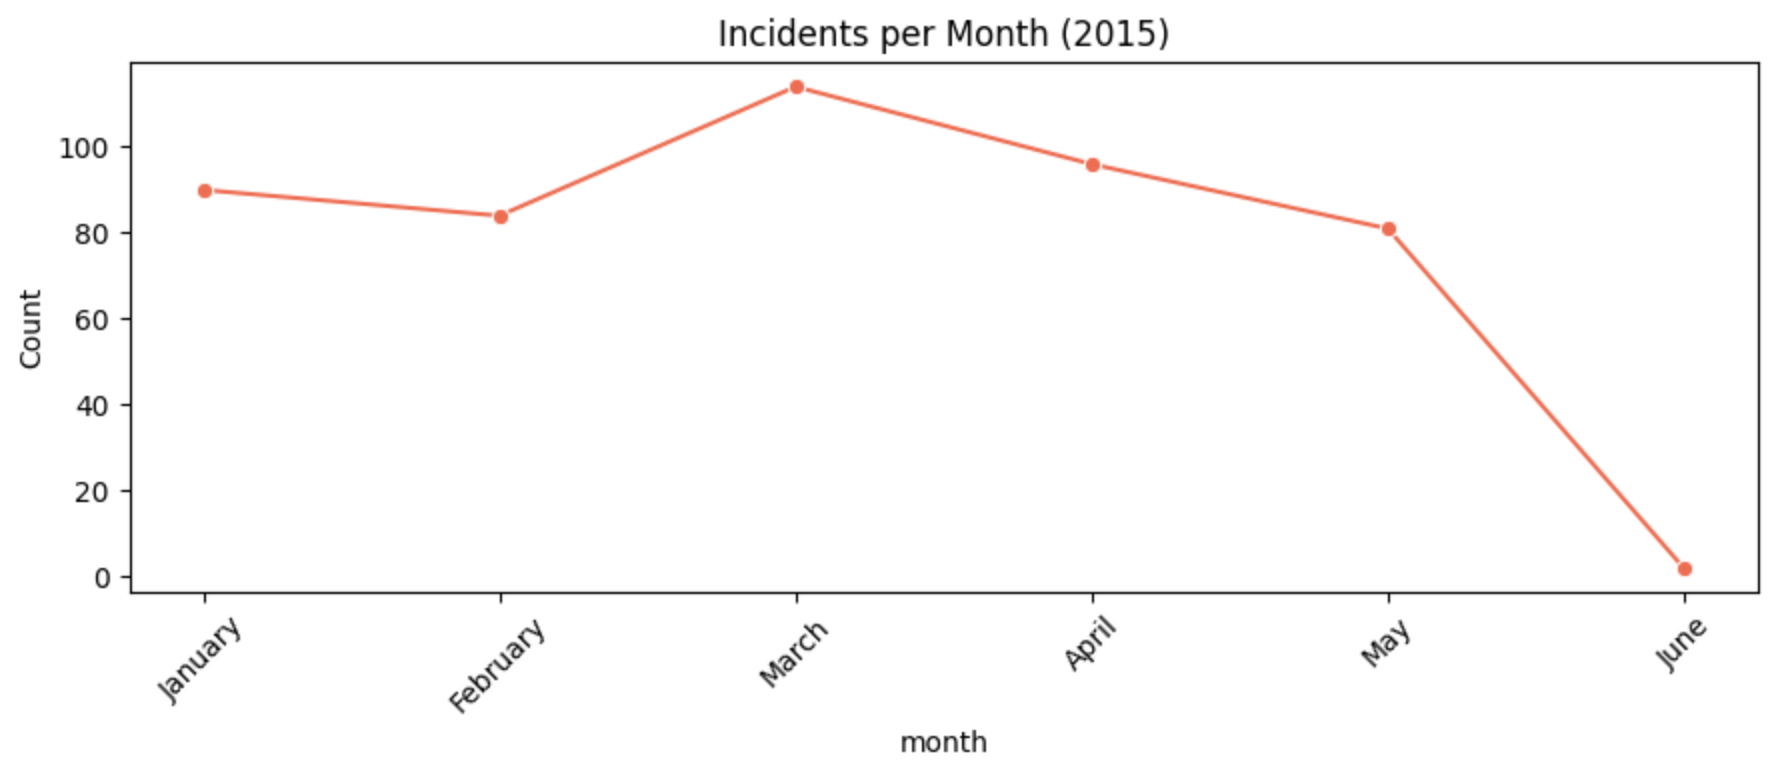 Incidents per Month (2015)
Count
100
80
60
40
20
0
January
February
March
April
May
June
month